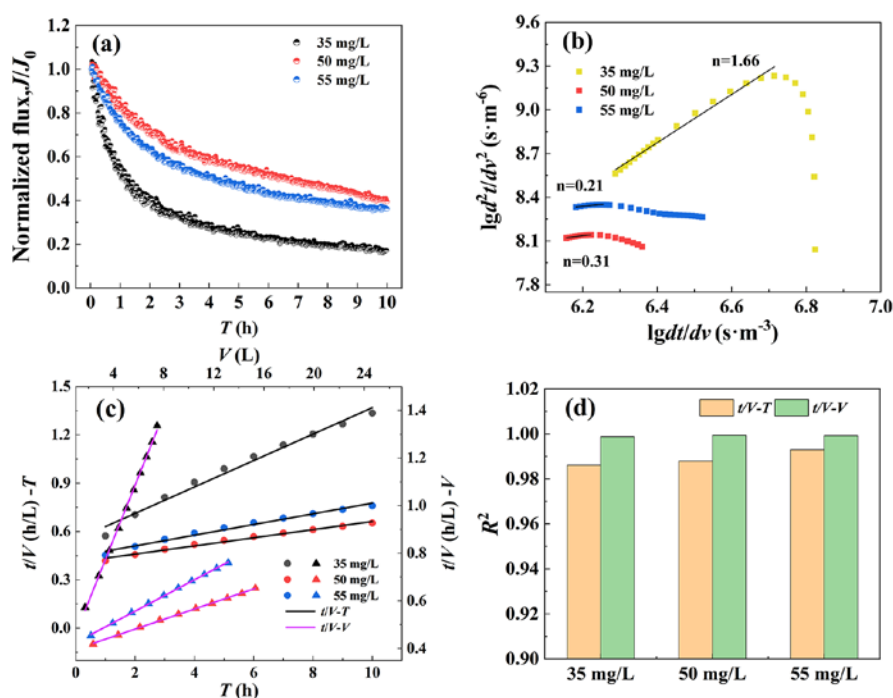 (a)
35 mg/L
50 mg/L
55 mg/L
Normalized flux,J/J₀
1.2
1.0
0.8
0.6
0.4
0.2
0.0
0 1 2 3 4 5 6 7 8 9 10
T (h)
(b)
n=1.66
35 mg/L
50 mg/L
55 mg/L
n=0.21
n=0.31
lgd²t/dv² (s·m⁻⁶)
9.6
9.3
9.0
8.7
8.4
8.1
7.8
6.2 6.4 6.6 6.8 7.0
lgdt/dv (s·m⁻³)
V (L)
4 8 12 16 20 24
(c)
t/V (h/L) -T
1.5
1.2
0.9
0.6
0.3
0.0
t/V (h/L) -V
1.4
1.2
1.0
0.8
0.6
0.4
35 mg/L
50 mg/L
55 mg/L
t/V-T
t/V-V
0 2 4 6 8 10
T (h)
(d)
t/V-T t/V-V
R²
1.02
1.00
0.98
0.96
0.94
0.92
0.90
35 mg/L 50 mg/L 55 mg/L